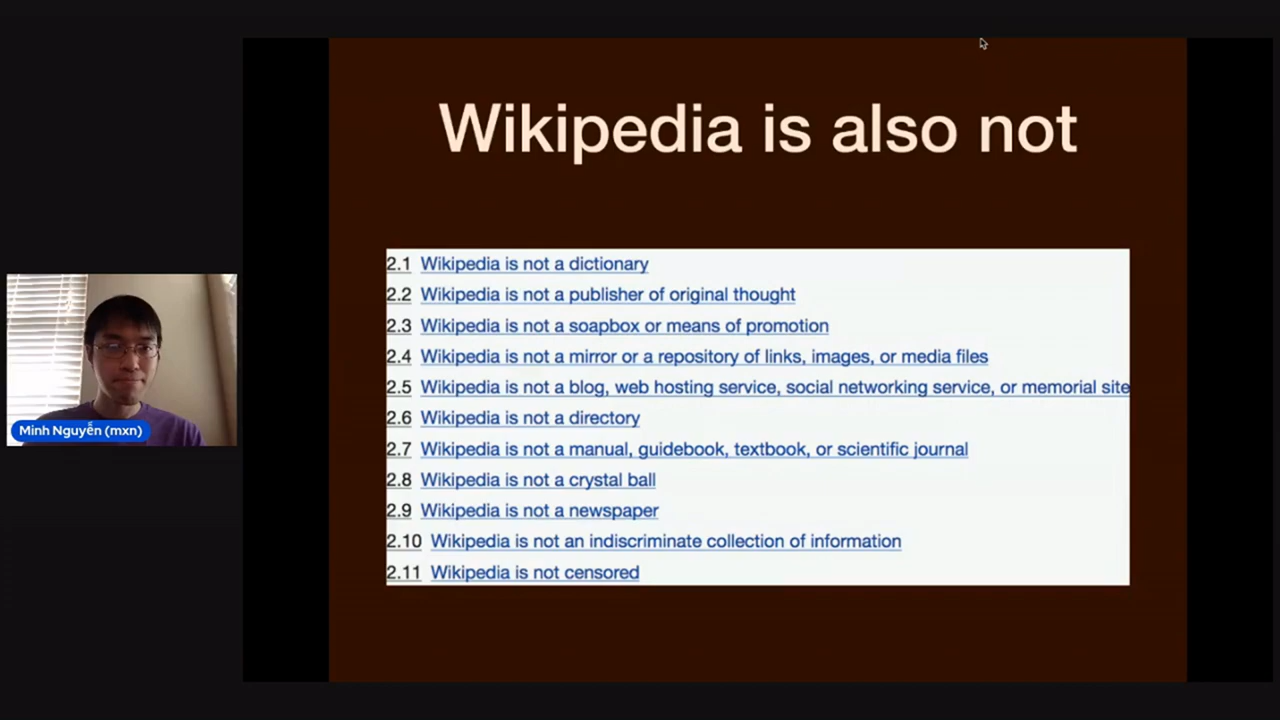 Wikipedia is also not
2.1 Wikipedia is not a dictionary
2.2 Wikipedia is not a publisher of original thought
2.3 Wikipedia is not a soapbox or means of promotion
2.4 Wikipedia is not a mirror or a repository of links, images, or media files
2.5 Wikipedia is not a blog, web hosting service, social networking service, or memorial site
2.6 Wikipedia is not a directory
2.7 Wikipedia is not a manual, guidebook, textbook, or scientific journal
2.8 Wikipedia is not a crystal ball
2.9 Wikipedia is not a newspaper
2.10 Wikipedia is not an indiscriminate collection of information
2.11 Wikipedia is not censored
Minh Nguyễn (mxn)